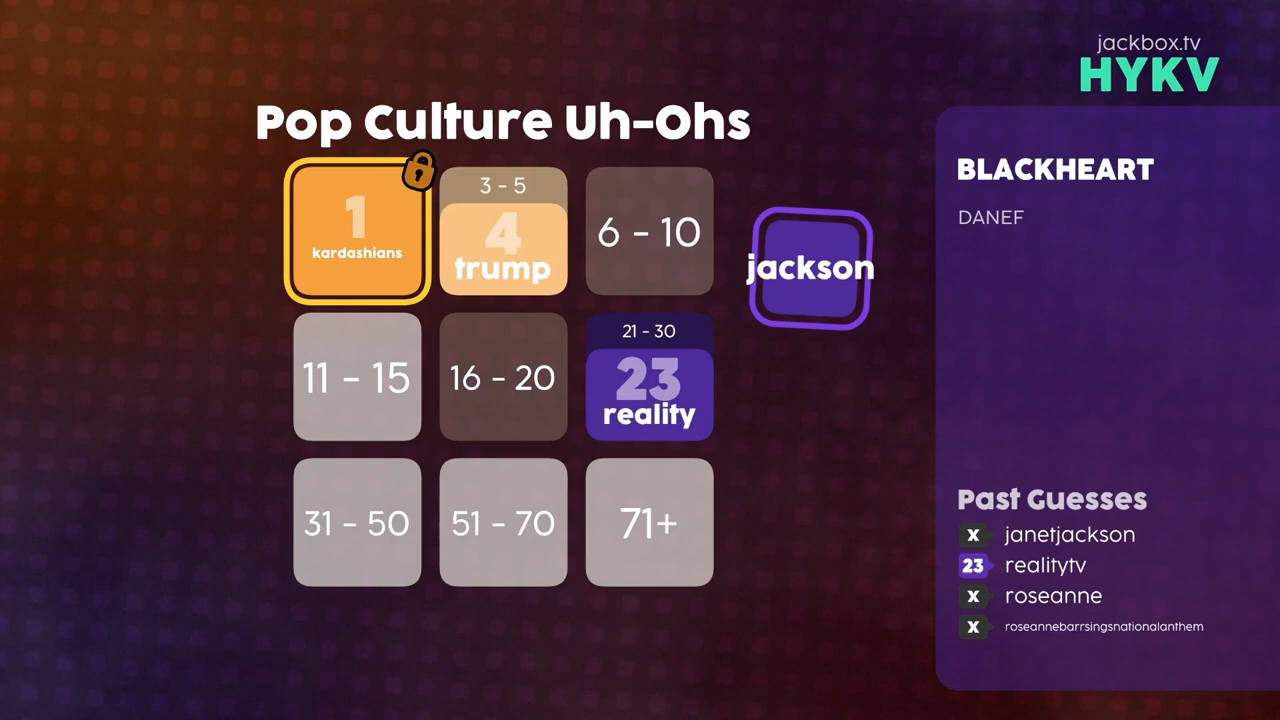 jackbox.tv
HYKV
Pop Culture Uh-Ohs
1
kardashians
3 - 5
4
trump
6 - 10
jackson
11 - 15
16 - 20
21 - 30
23
reality
31 - 50
51 - 70
71+
BLACKHEART
DANEF
Past Guesses
X janetjackson
23 realitytv
X roseanne
X roseannebarrsingsnationalanthem